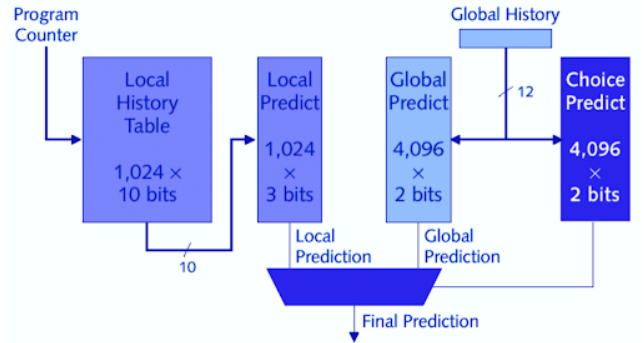 Program
Counter
Global History
Local
History
Table
1,024 ×
10 bits
Local
Predict
1,024
×
3 bits
Global
Predict
4,096
×
2 bits
12
Choice
Predict
4,096
×
2 bits
10
Local
Prediction
Global
Prediction
Final Prediction